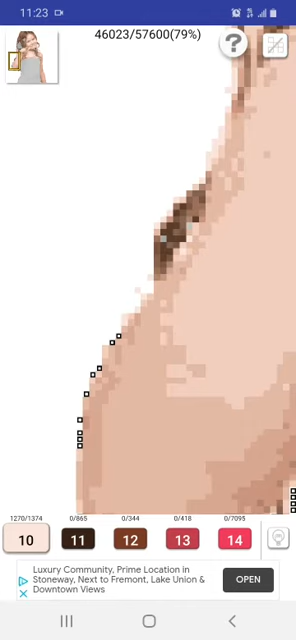 11:23
46023/57600(79%)
?
1270/1374 0/865 0/344 0/418 0/7095
10 11 12 13 14
Luxury Community, Prime Location in
Stoneway, Next to Fremont, Lake Union &
Downtown Views
OPEN